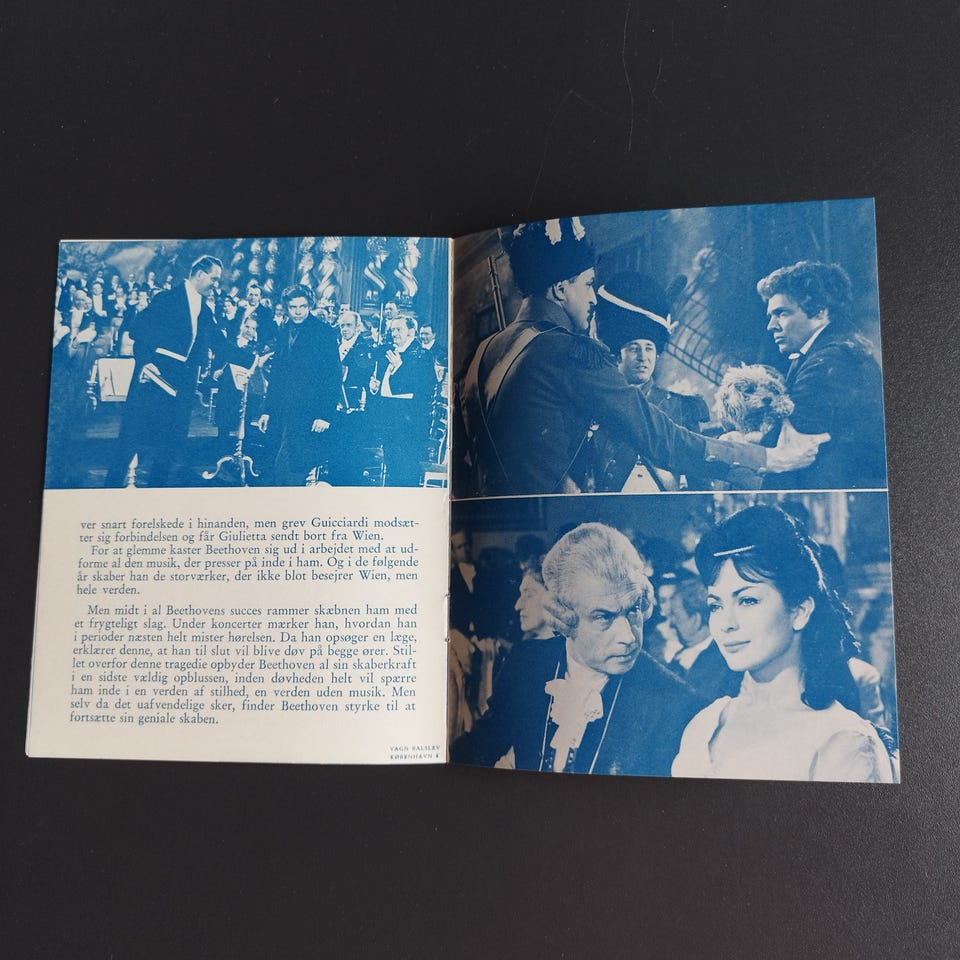 ver snart forelskede i hinanden, men grev Guicciardi modsæt-
ter sig forbindelsen og får Giulietta sendt bort fra Wien.
For at glemme kaster Beethoven sig ud i arbejdet med at ud-
forme al den musik, der presser på inde i ham. Og i de følgende
år skaber han de storværker, der ikke blot besejrer Wien, men
hele verden.
Men midt i al Beethovens succes rammer skæbnen ham med
et frygteligt slag. Under koncerter mærker han, hvordan han
i perioder næsten helt mister hørelsen. Da han opsøger en læge,
erklærer denne, at han til slut vil blive døv på begge ører. Stil-
let overfor denne tragedie opbyder Beethoven al sin skaberkraft
i en sidste vældig opblussen, inden døvheden helt vil spærre
ham inde i en verden af stilhed, en verden uden musik. Men
selv da det uafvendelige sker, finder Beethoven styrke til at
fortsætte sin geniale skaben.
VAGN BALSLEV
KØBENHAVN K